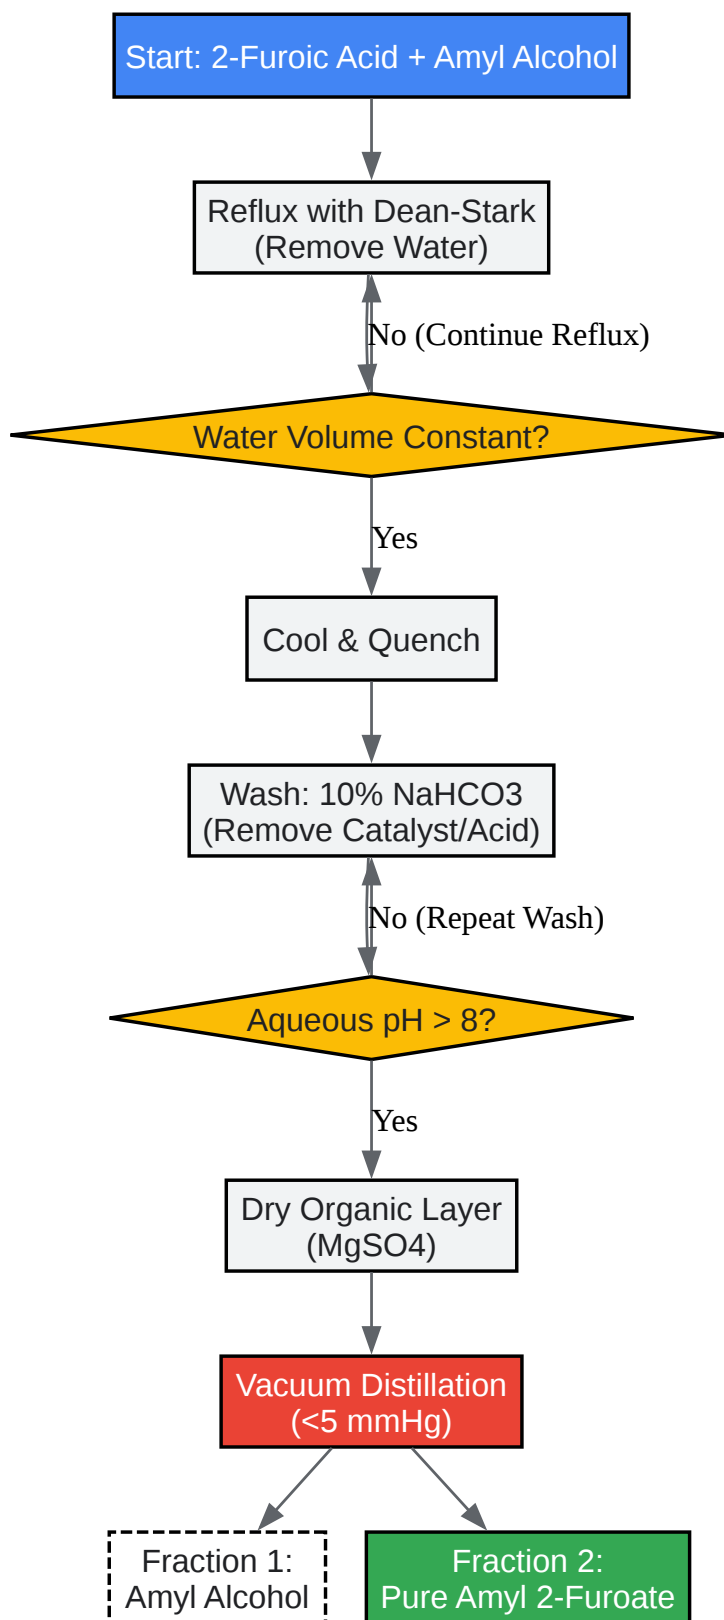 Start: 2-Furoic Acid + Amyl Alcohol
Reflux with Dean-Stark
(Remove Water)
No (Continue Reflux)
Water Volume Constant?
Yes
Cool & Quench
Wash: 10% NaHCO3
(Remove Catalyst/Acid)
No (Repeat Wash)
Aqueous pH > 8?
Yes
Dry Organic Layer
(MgSO4)
Vacuum Distillation
(<5 mmHg)
Fraction 1:
Amyl Alcohol
Fraction 2:
Pure Amyl 2-Furoate